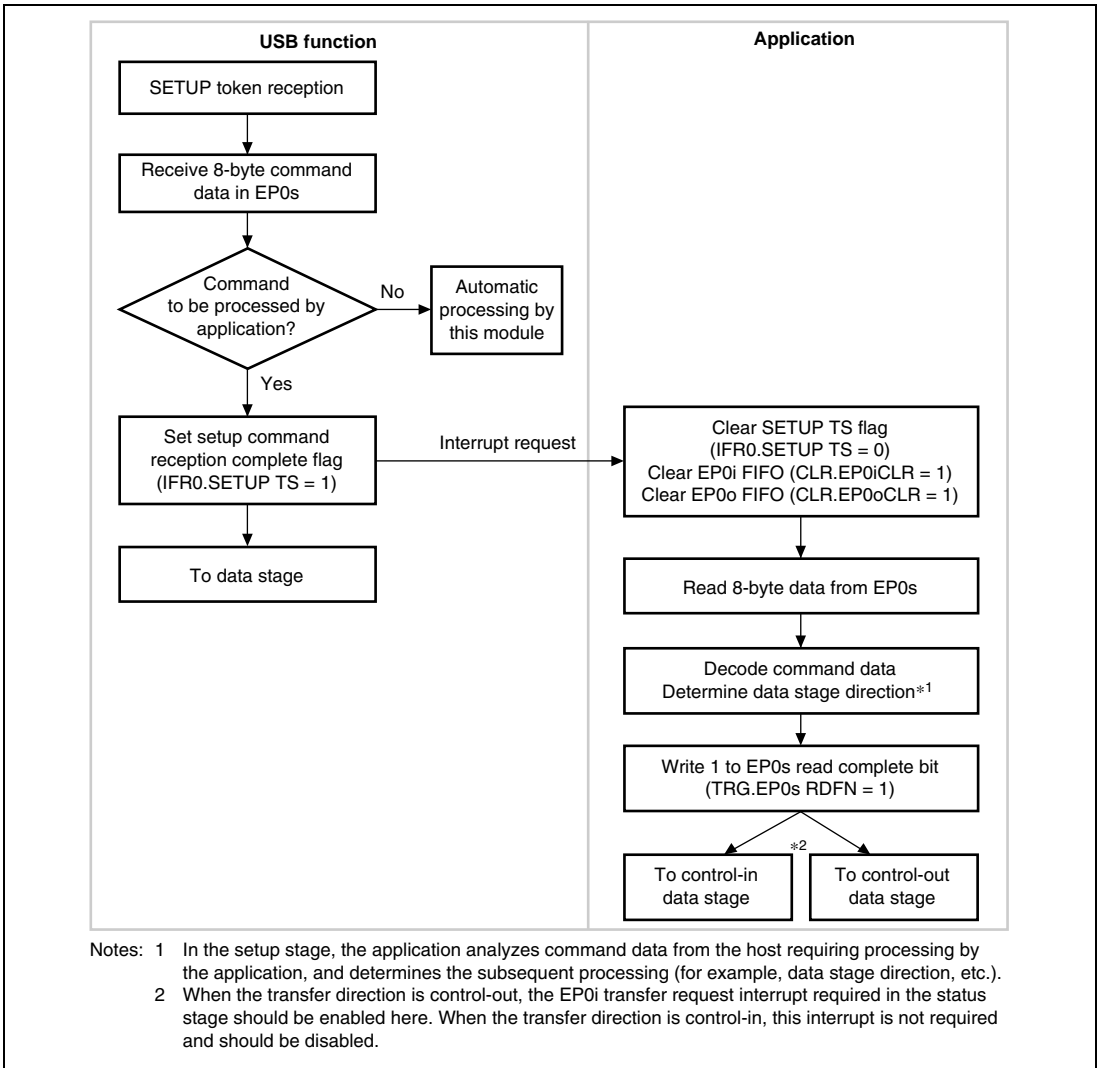 USB function
Application
SETUP token reception
Receive 8-byte command
data in EP0s
Command
to be processed by
application?
No
Automatic
processing by
this module
Yes
Set setup command
reception complete flag
(IFR0.SETUP TS = 1)
Interrupt request
To data stage
Clear SETUP TS flag
(IFR0.SETUP TS = 0)
Clear EP0i FIFO (CLR.EP0iCLR = 1)
Clear EP0o FIFO (CLR.EP0oCLR = 1)
Read 8-byte data from EP0s
Decode command data
Determine data stage direction*1
Write 1 to EP0s read complete bit
(TRG.EP0s RDFN = 1)
*2
To control-in
data stage
To control-out
data stage
Notes: 1 In the setup stage, the application analyzes command data from the host requiring processing by
the application, and determines the subsequent processing (for example, data stage direction, etc.).
2 When the transfer direction is control-out, the EP0i transfer request interrupt required in the status
stage should be enabled here. When the transfer direction is control-in, this interrupt is not required
and should be disabled.